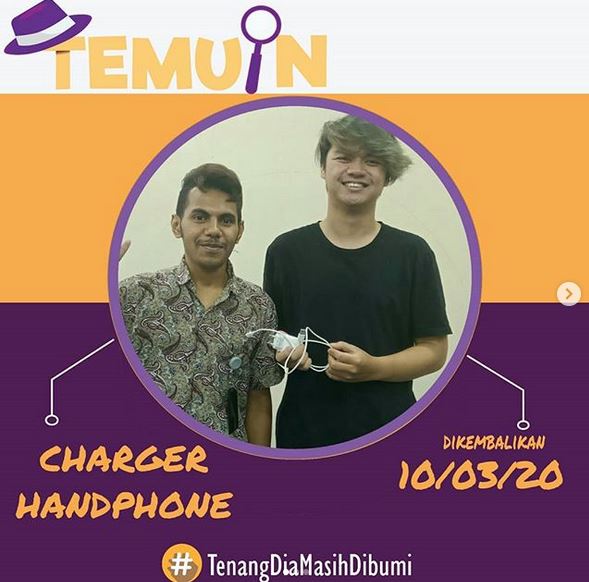 TEMUIN
CHARGER
HANDPHONE
DIKEMBALIKAN
10/03/20
# TenangDiaMasihDibumi